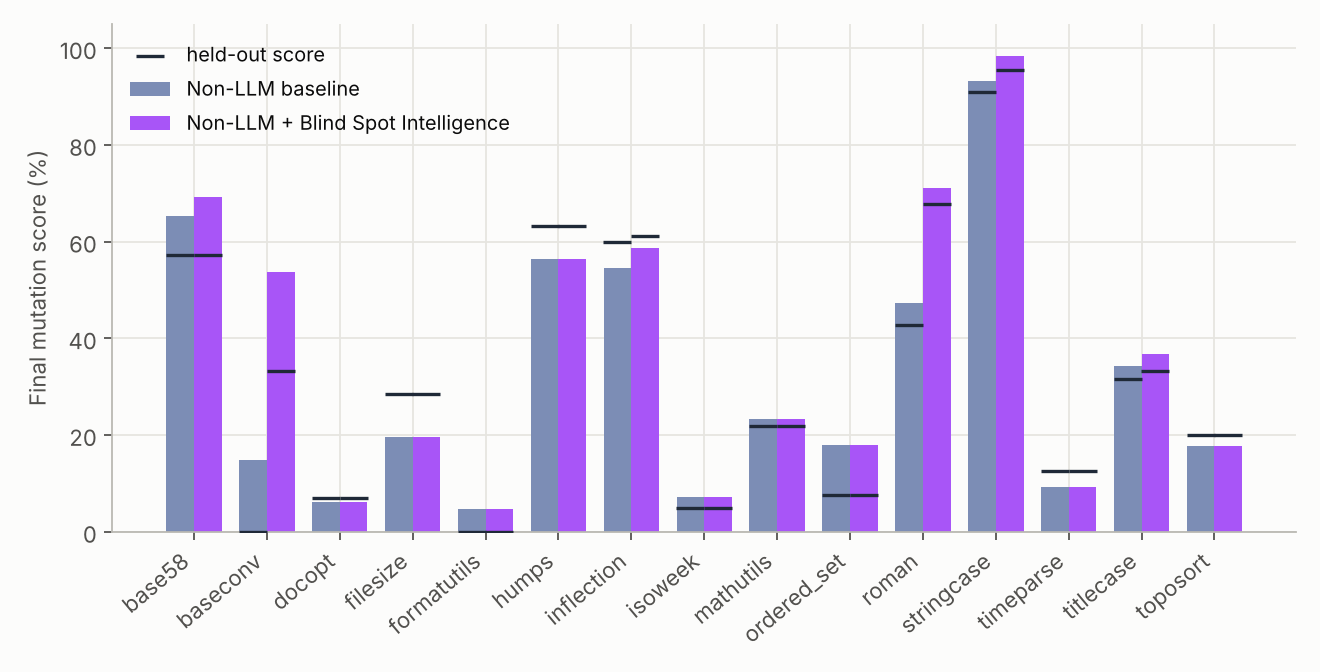 held-out score
Non-LLM baseline
Non-LLM + Blind Spot Intelligence
Final mutation score (%)
100
80
60
40
20
0
base58
baseconv
docopt
filesize
formatutils
humps
inflection
isoweek
mathutils
ordered_set
roman
stringcase
timeparse
titlecase
toposort